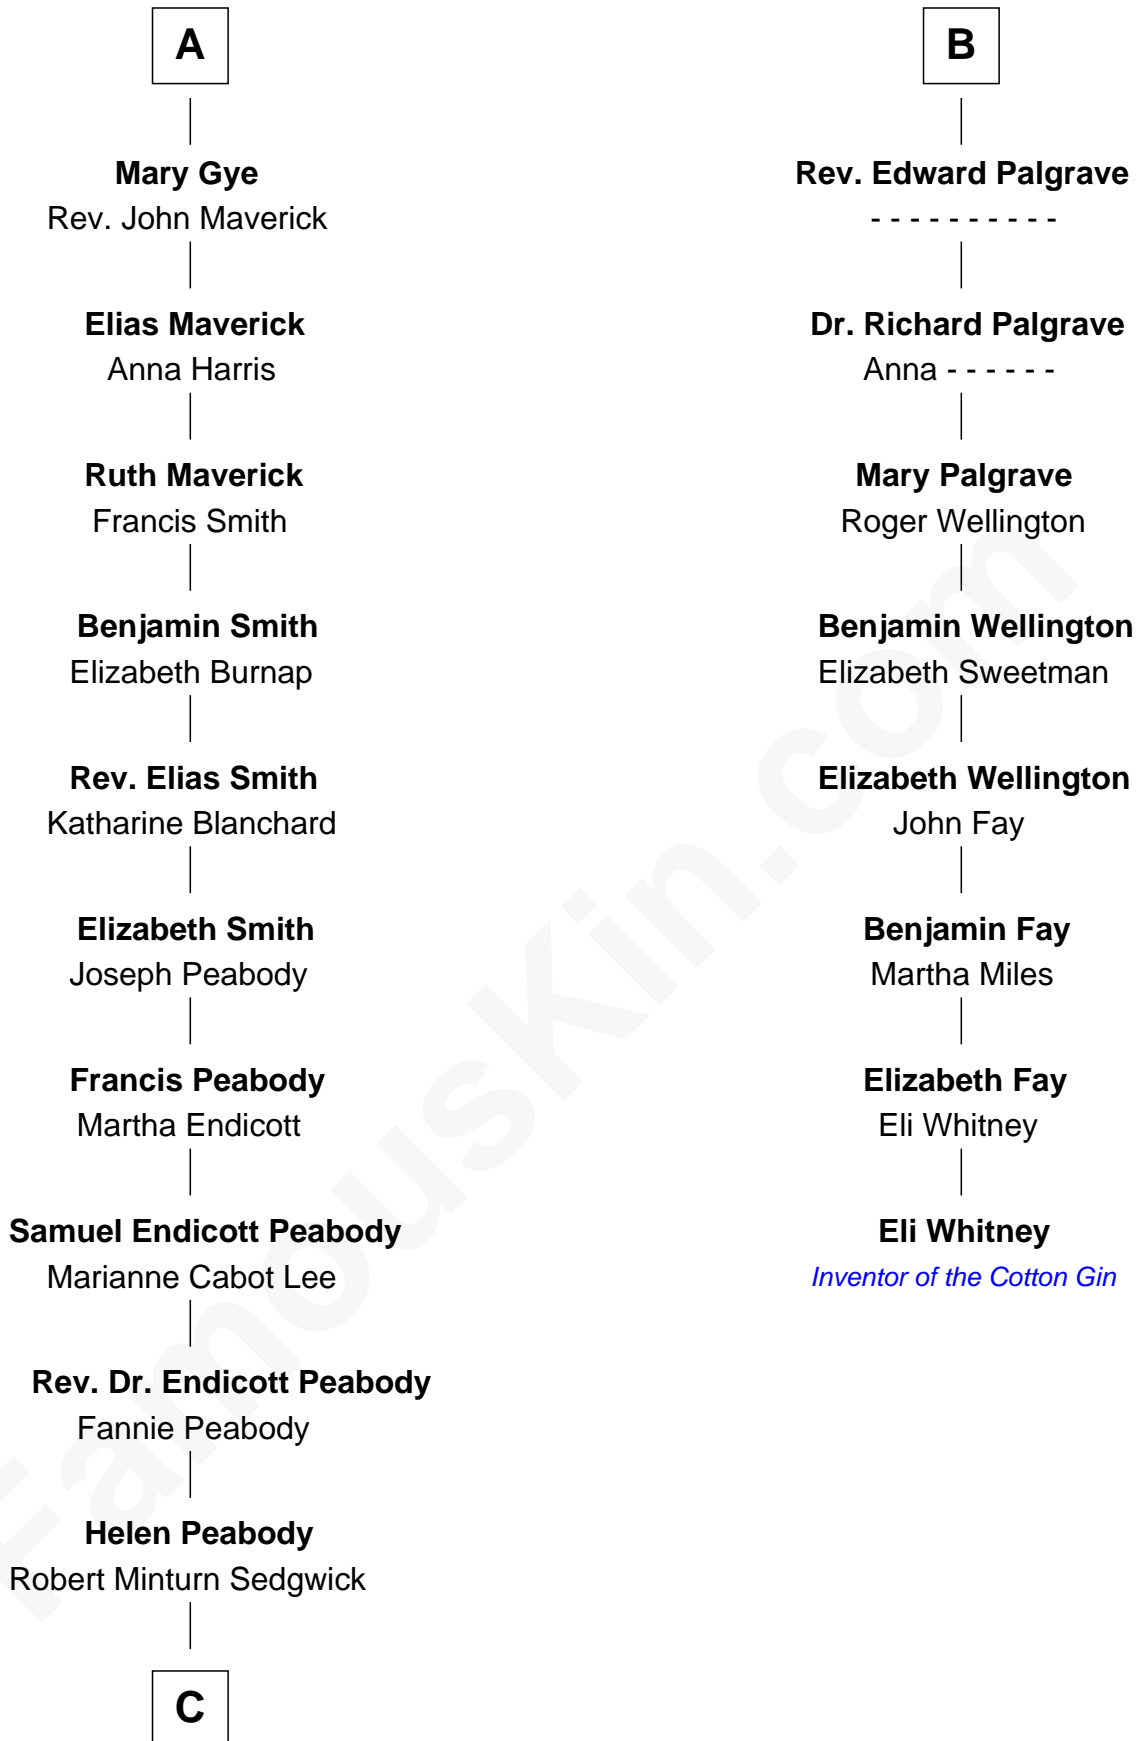 A
Mary Gye
Rev. John Maverick
Elias Maverick
Anna Harris
Ruth Maverick
Francis Smith
Benjamin Smith
Elizabeth Burnap
Rev. Elias Smith
Katharine Blanchard
Elizabeth Smith
Joseph Peabody
Francis Peabody
Martha Endicott
Samuel Endicott Peabody
Marianne Cabot Lee
Rev. Dr. Endicott Peabody
Fannie Peabody
Helen Peabody
Robert Minturn Sedgwick
C
B
Rev. Edward Palgrave
- - - - - - - - - -
Dr. Richard Palgrave
Anna - - - - - -
Mary Palgrave
Roger Wellington
Benjamin Wellington
Elizabeth Sweetman
Elizabeth Wellington
John Fay
Benjamin Fay
Martha Miles
Elizabeth Fay
Eli Whitney
Eli Whitney
Inventor of the Cotton Gin
FamousKin.com